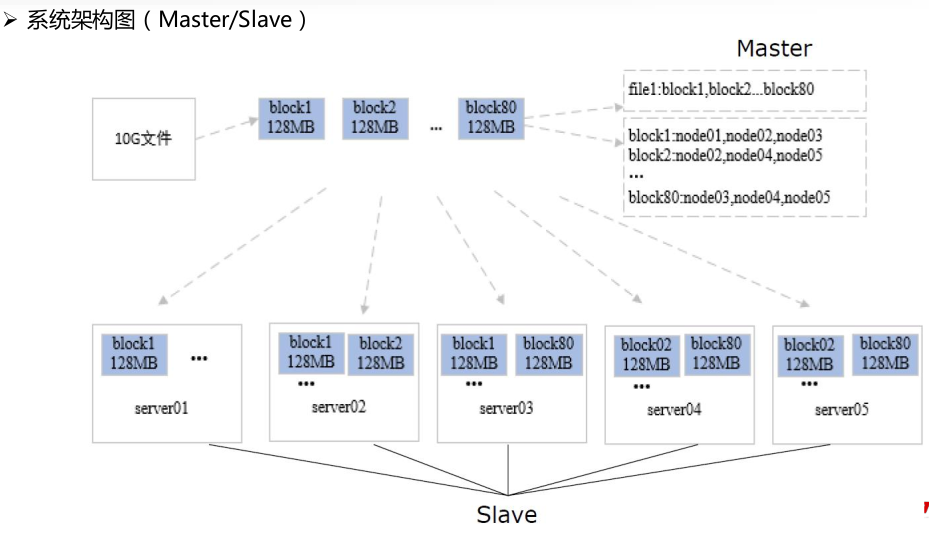 ➢ 系统架构图（Master/Slave）
Master
10G文件
block1
128MB
block2
128MB
...
block80
128MB
file1:block1,block2...block80
block1:node01,node02,node03
block2:node02,node04,node05
...
block80:node03,node04,node05
block1
128MB
...
server01
block1
128MB
block2
128MB
...
server02
block1
128MB
block80
128MB
...
server03
block02
128MB
block80
128MB
...
server04
block02
128MB
block80
128MB
...
server05
Slave